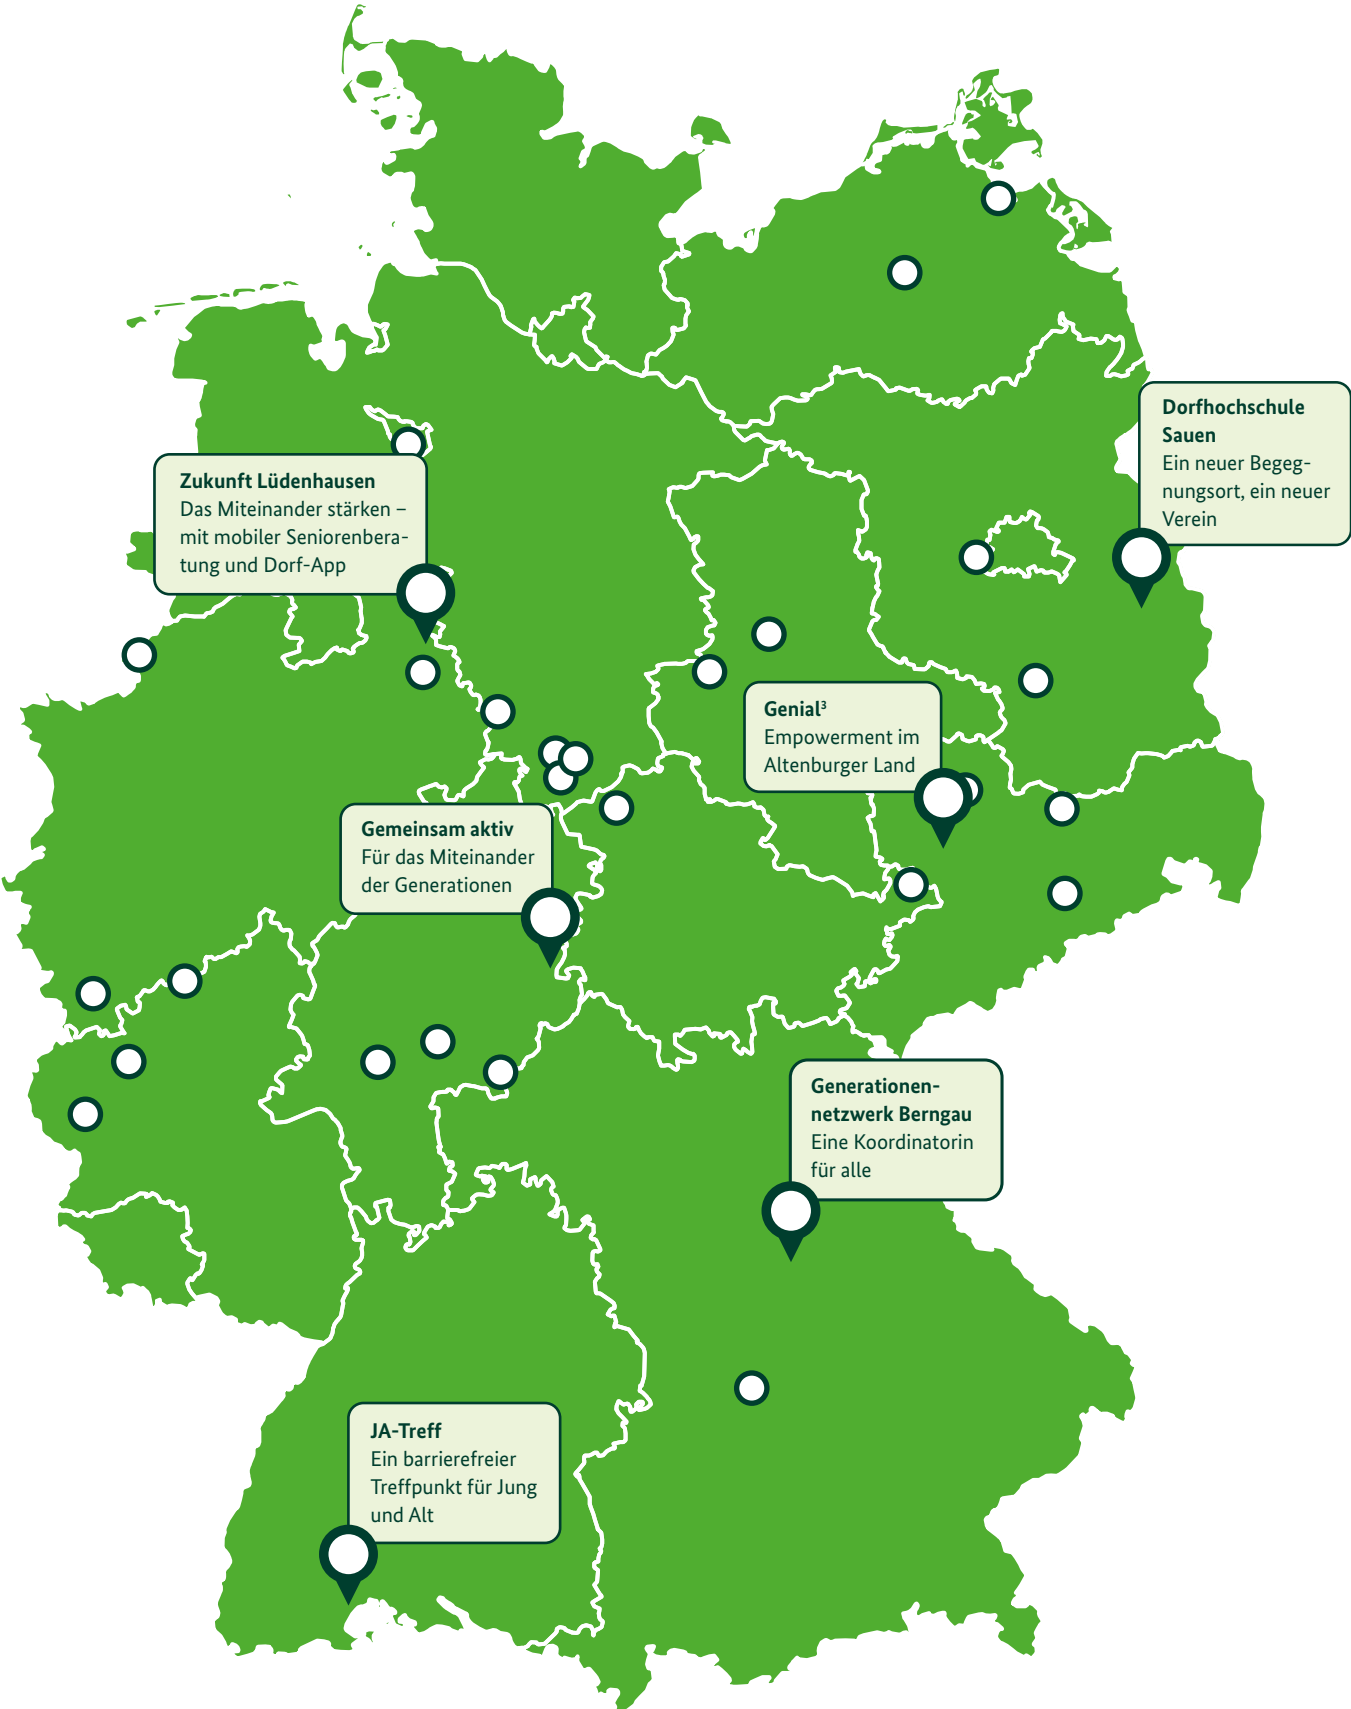 Dorfhochschule
Sauen
Ein neuer Begeg-
nungsort, ein neuer
Verein
Zukunft Lüdenhausen
Das Miteinander stärken –
mit mobiler Seniorenbera-
tung und Dorf-App
Genial³
Empowerment im
Altenburger Land
Gemeinsam aktiv
Für das Miteinander
der Generationen
Generationen-
netzwerk Berngau
Eine Koordinatorin
für alle
JA-Treff
Ein barrierefreier
Treffpunkt für Jung
und Alt